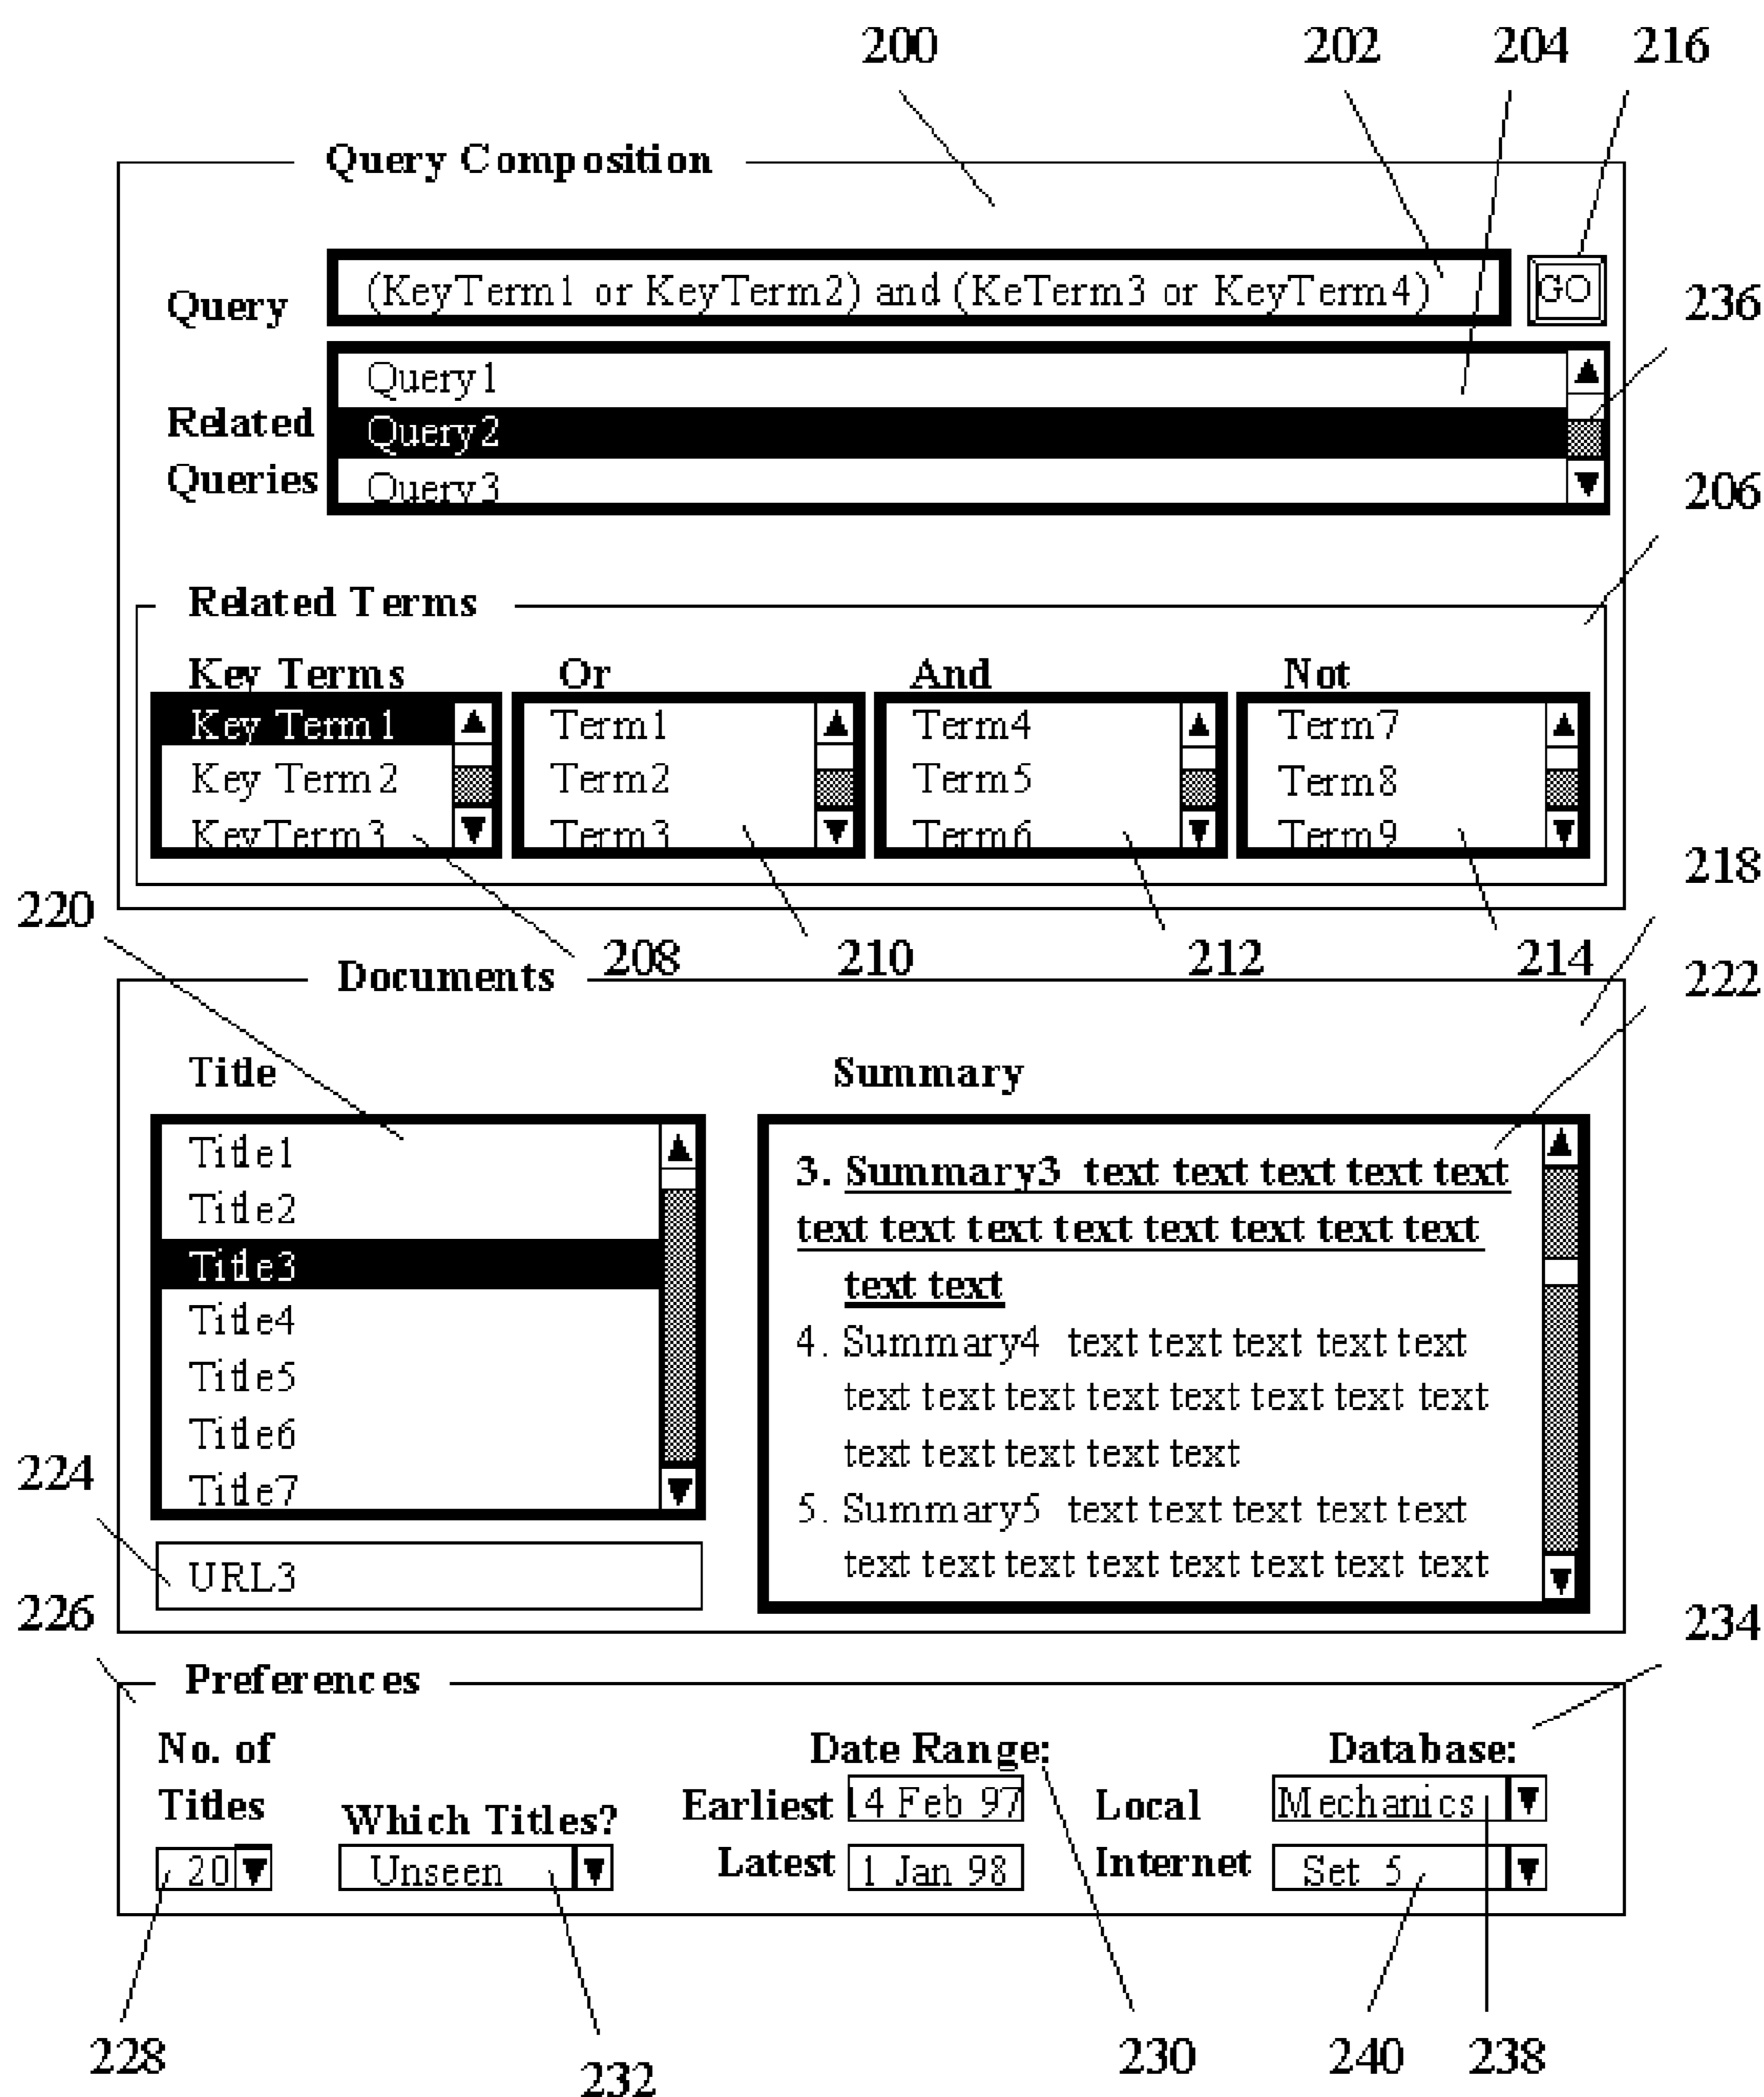 200 202 204 216
Query Composition
Query (KeyTerm1 or KeyTerm2) and (KeTerm3 or KeyTerm4) GO
236
Query1
Related Query2
Queries Query3
206
Related Terms
Key Terms Or And Not
Key Term1 Term1 Term4 Term7
Key Term2 Term2 Term5 Term8
KeyTerm3 Term3 Term6 Term9
218
220
208 210 212 214
222
Documents
Title Summary
Title1
Title2
Title3
Title4
Title5
Title6
Title7
3. Summary3 text text text text text
text text text text text text text text
text text
4. Summary4 text text text text text
text text text text text text text text
text text text text text
5. Summary5 text text text text text
text text text text text text text text
224
URL3
226
234
Preferences
No. of Date Range: Database:
Titles Which Titles? Earliest 14 Feb 97 Local Mechanics
20 Unseen Latest 1 Jan 98 Internet Set 5
228 232 230 240 238